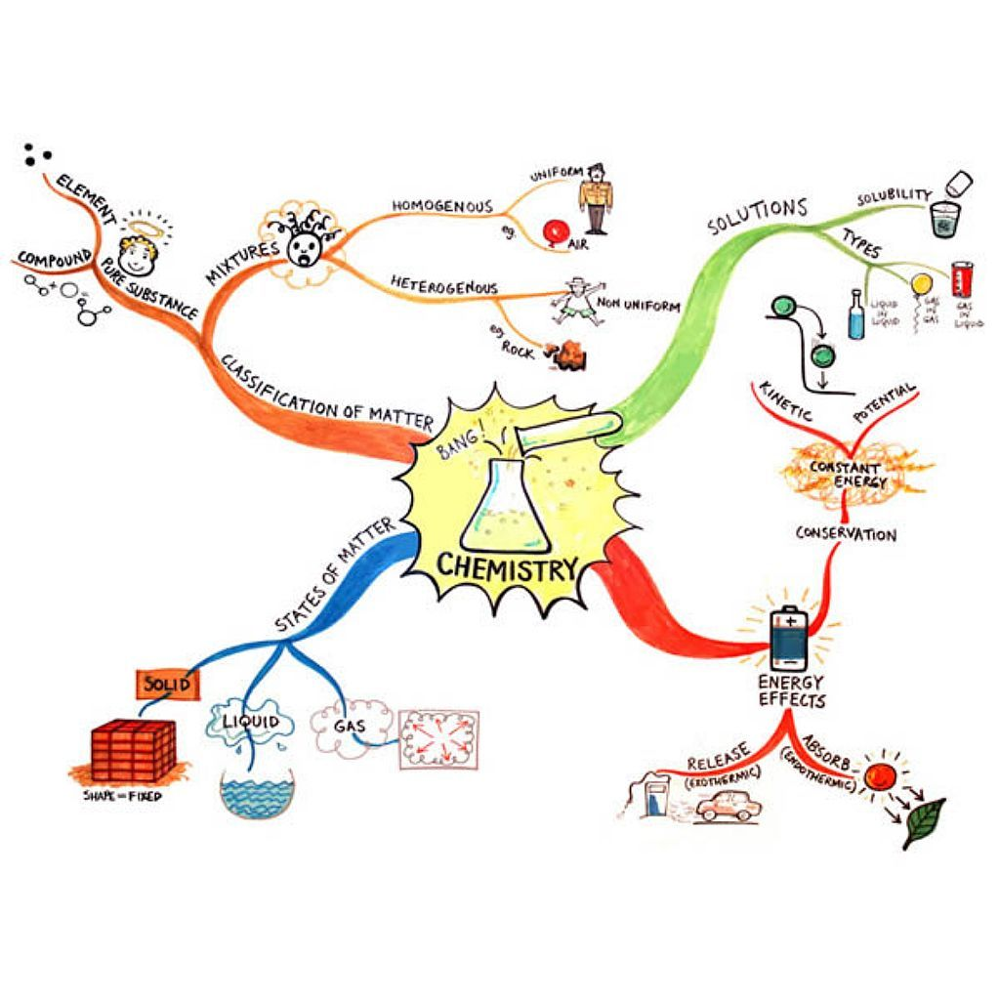 ELEMENT
COMPOUND
PURE SUBSTANCE
MIXTURES
HOMOGENOUS
UNIFORM
eg.
AIR
HETEROGENOUS
NON UNIFORM
eg.
ROCK
CLASSIFICATION OF MATTER
SOLUTIONS
SOLUBILITY
TYPES
LIQUID
IN
LIQUID
GAS
IN
GAS
GAS
IN
LIQUID
KINETIC
POTENTIAL
CONSTANT
ENERGY
CONSERVATION
BANG!
CHEMISTRY
STATES OF MATTER
SOLID
SHAPE = FIXED
LIQUID
GAS
+
-
ENERGY
EFFECTS
RELEASE
(EXOTHERMIC)
ABSORB
(ENDOTHERMIC)